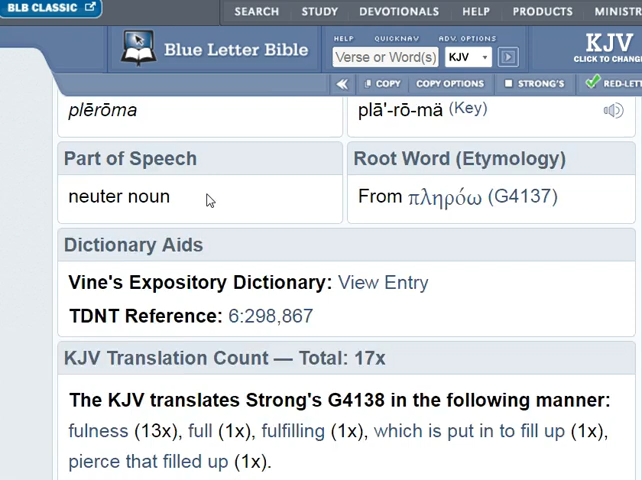 BLB CLASSIC
SEARCH STUDY DEVOTIONALS HELP PRODUCTS MINISTR
Blue Letter Bible
HELP QUICKNAV ADV. OPTIONS
Verse or Word(s) KJV
KJV
CLICK TO CHANG
COPY COPY OPTIONS STRONG'S RED-LETT
plērōma
plā'-rō-mä (Key)
Part of Speech
neuter noun
Root Word (Etymology)
From πληρόω (G4137)
Dictionary Aids
Vine's Expository Dictionary: View Entry
TDNT Reference: 6:298,867
KJV Translation Count — Total: 17x
The KJV translates Strong's G4138 in the following manner:
fulness (13x), full (1x), fulfilling (1x), which is put in to fill up (1x),
pierce that filled up (1x).